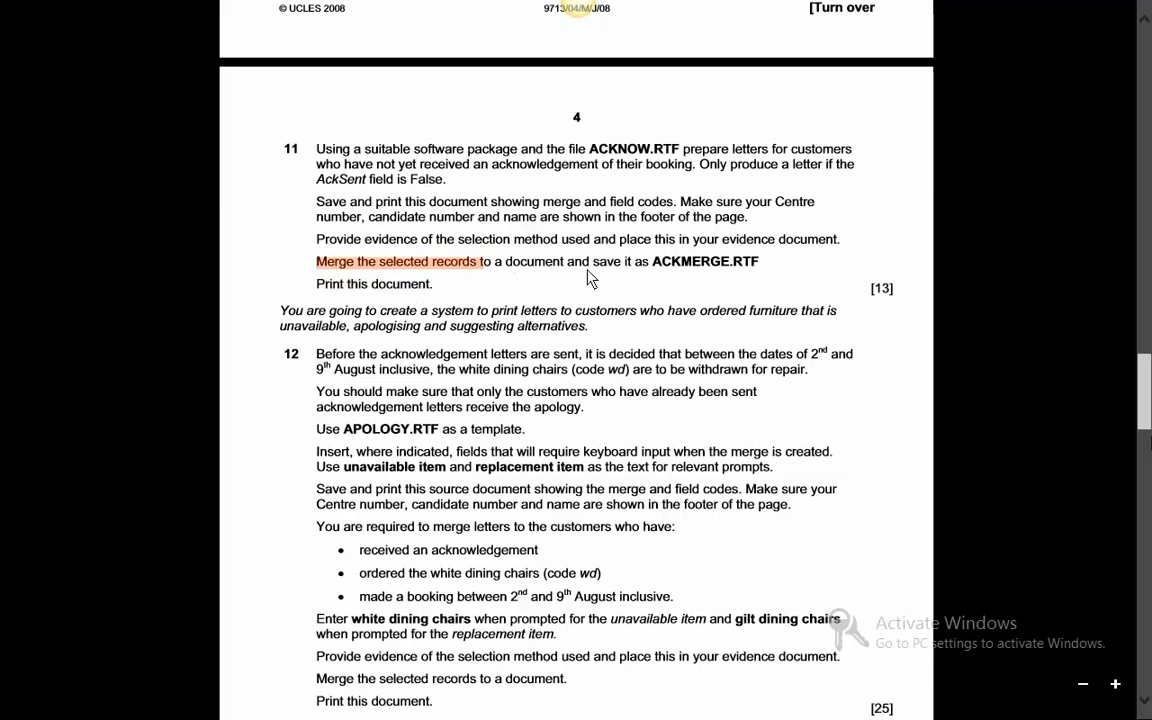 © UCLES 2008 9713/04/M/J/08 [Turn over
4
11 Using a suitable software package and the file ACKNOW.RTF prepare letters for customers
who have not yet received an acknowledgement of their booking. Only produce a letter if the
AckSent field is False.
Save and print this document showing merge and field codes. Make sure your Centre
number, candidate number and name are shown in the footer of the page.
Provide evidence of the selection method used and place this in your evidence document.
Merge the selected records to a document and save it as ACKMERGE.RTF
Print this document.
[13]
You are going to create a system to print letters to customers who have ordered furniture that is
unavailable, apologising and suggesting alternatives.
12 Before the acknowledgement letters are sent, it is decided that between the dates of 2nd and
9th August inclusive, the white dining chairs (code wd) are to be withdrawn for repair.
You should make sure that only the customers who have already been sent
acknowledgement letters receive the apology.
Use APOLOGY.RTF as a template.
Insert, where indicated, fields that will require keyboard input when the merge is created.
Use unavailable item and replacement item as the text for relevant prompts.
Save and print this source document showing the merge and field codes. Make sure your
Centre number, candidate number and name are shown in the footer of the page.
You are required to merge letters to the customers who have:
• received an acknowledgement
• ordered the white dining chairs (code wd)
• made a booking between 2nd and 9th August inclusive.
Enter white dining chairs when prompted for the unavailable item and gilt dining chairs
when prompted for the replacement item.
Activate Windows
Go to PC settings to activate Windows.
Provide evidence of the selection method used and place this in your evidence document.
Merge the selected records to a document.
Print this document.
[25]